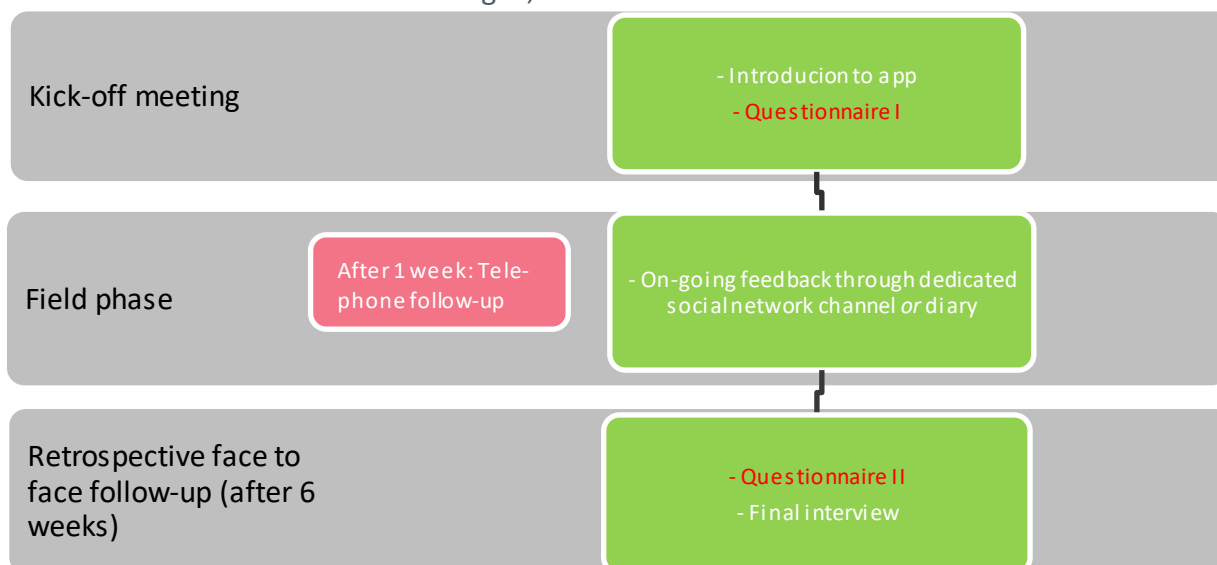 Kick-off meeting
- Introducion to app
- Questionnaire I
Field phase
After 1 week: Tele-
phone follow-up
- On-going feedback through dedicated
social network channel or diary
Retrospective face to
face follow-up (after 6
weeks)
- Questionnaire II
- Final interview